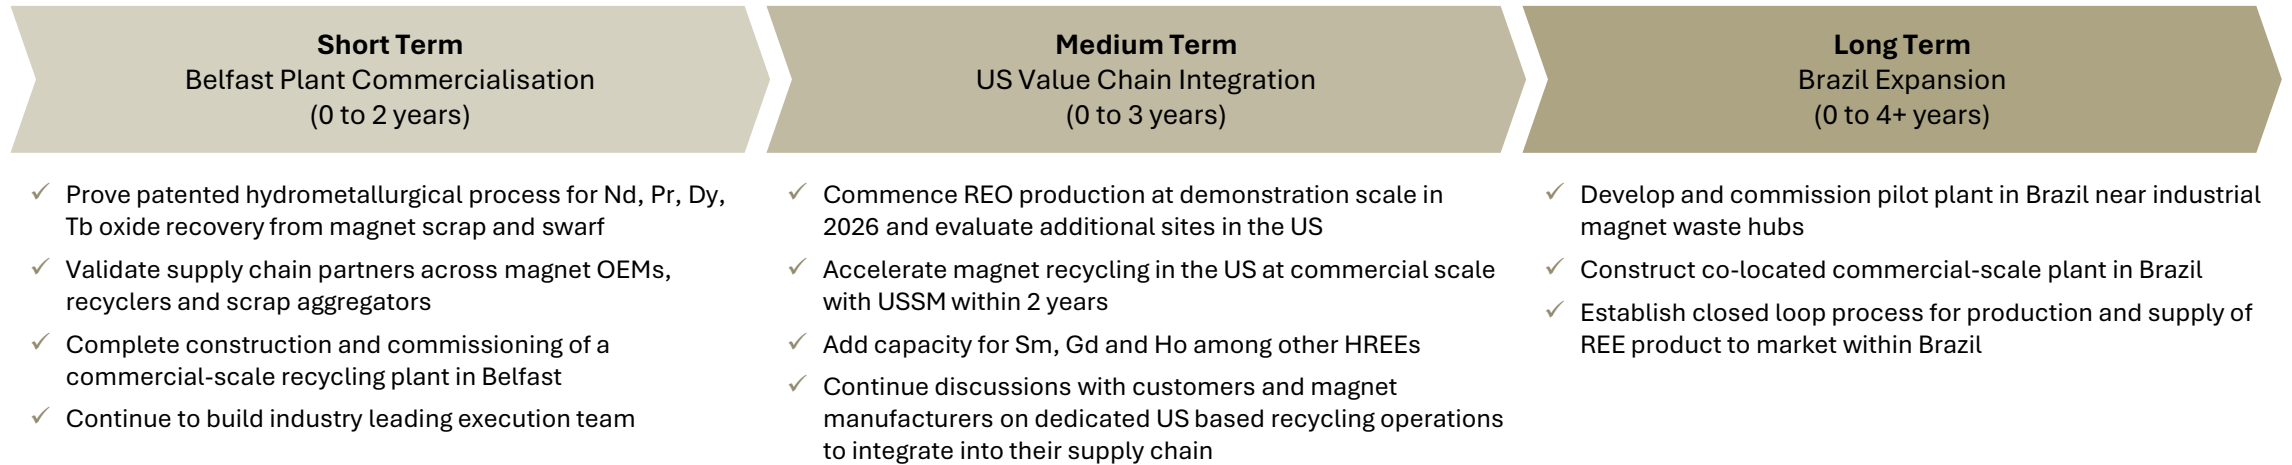 Short Term
Belfast Plant Commercialisation
(0 to 2 years)
✓ Prove patented hydrometallurgical process for Nd, Pr, Dy,
Tb oxide recovery from magnet scrap and swarf
✓ Validate supply chain partners across magnet OEMs,
recyclers and scrap aggregators
✓ Complete construction and commissioning of a
commercial-scale recycling plant in Belfast
✓ Continue to build industry leading execution team
Medium Term
US Value Chain Integration
(0 to 3 years)
✓ Commence REO production at demonstration scale in
2026 and evaluate additional sites in the US
✓ Accelerate magnet recycling in the US at commercial scale
with USSM within 2 years
✓ Add capacity for Sm, Gd and Ho among other HREEs
✓ Continue discussions with customers and magnet
manufacturers on dedicated US based recycling operations
to integrate into their supply chain
Long Term
Brazil Expansion
(0 to 4+ years)
✓ Develop and commission pilot plant in Brazil near industrial
magnet waste hubs
✓ Construct co-located commercial-scale plant in Brazil
✓ Establish closed loop process for production and supply of
REE product to market within Brazil